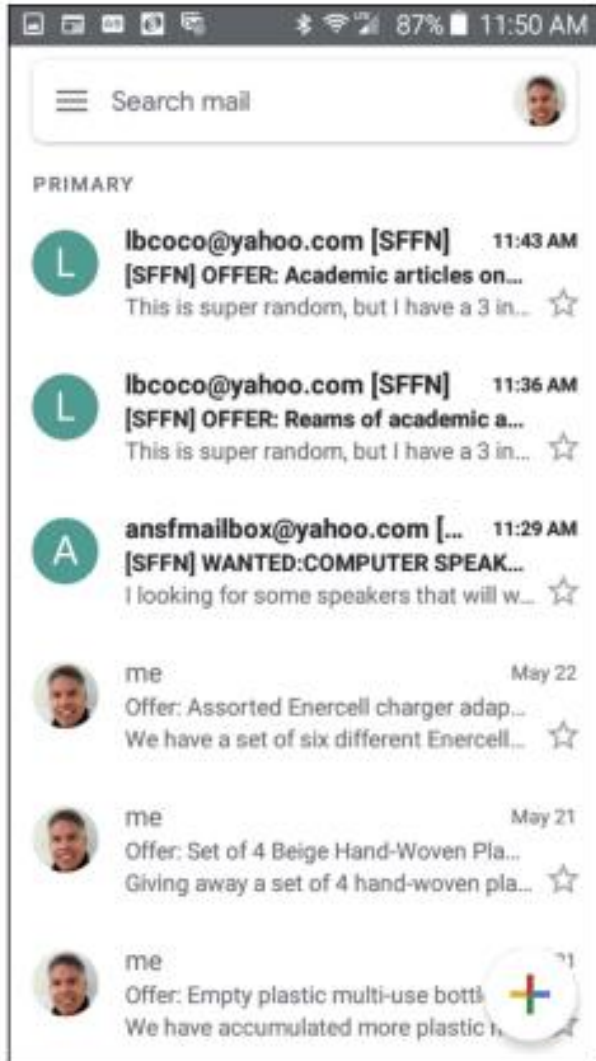 87% 11:50 AM
Search mail
PRIMARY
L
lbcoco@yahoo.com [SFFN] 11:43 AM
[SFFN] OFFER: Academic articles on...
This is super random, but I have a 3 in...
L
lbcoco@yahoo.com [SFFN] 11:36 AM
[SFFN] OFFER: Reams of academic a...
This is super random, but I have a 3 in...
A
ansfmailbox@yahoo.com [... 11:29 AM
[SFFN] WANTED:COMPUTER SPEAK...
I looking for some speakers that will w...
me May 22
Offer: Assorted Enercell charger adap...
We have a set of six different Enercell...
me May 21
Offer: Set of 4 Beige Hand-Woven Pla...
Giving away a set of 4 hand-woven pla...
me
Offer: Empty plastic multi-use bottl
We have accumulated more plastic